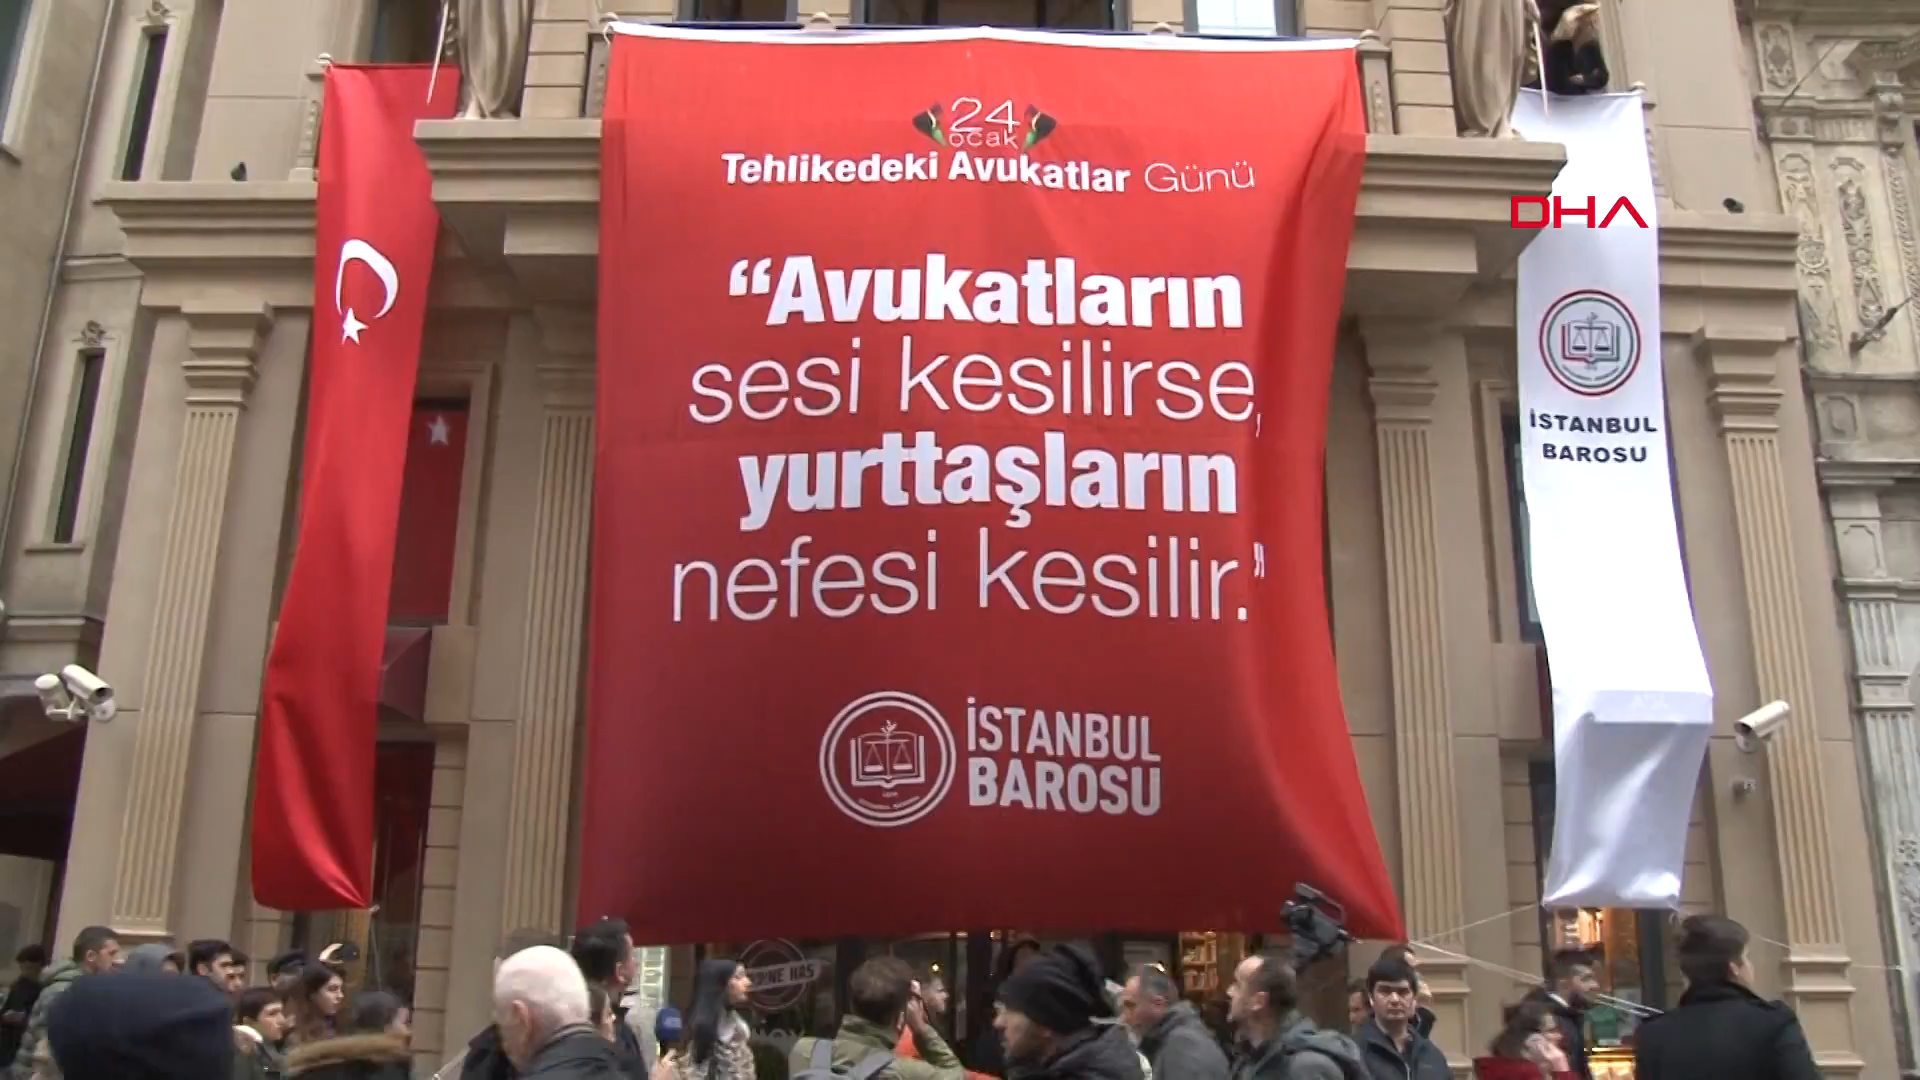 24
ocak
Tehlikedeki Avukatlar Günü
“Avukatların
sesi kesilirse,
yurttaşların
nefesi kesilir.”
İSTANBUL
BAROSU
DHA
İSTANBUL
BAROSU